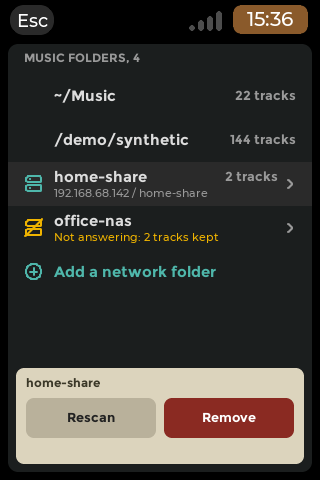 Esc
15:36
MUSIC FOLDERS, 4
~/Music 22 tracks
/demo/synthetic 144 tracks
home-share 2 tracks
192.168.68.142 / home-share
office-nas
Not answering: 2 tracks kept
Add a network folder
home-share
Rescan Remove